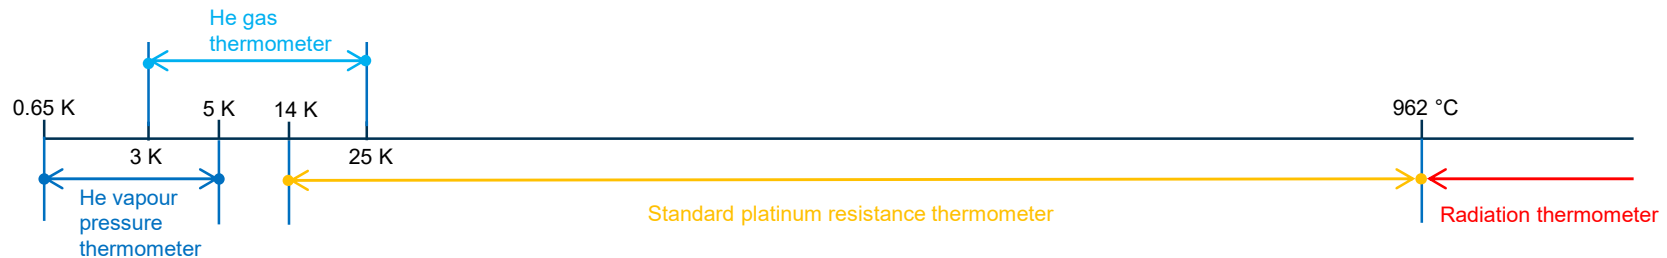 He gas
thermometer
0.65 K
5 K
14 K
962 °C
3 K
25 K
He vapour
pressure
thermometer
Standard platinum resistance thermometer
Radiation thermometer